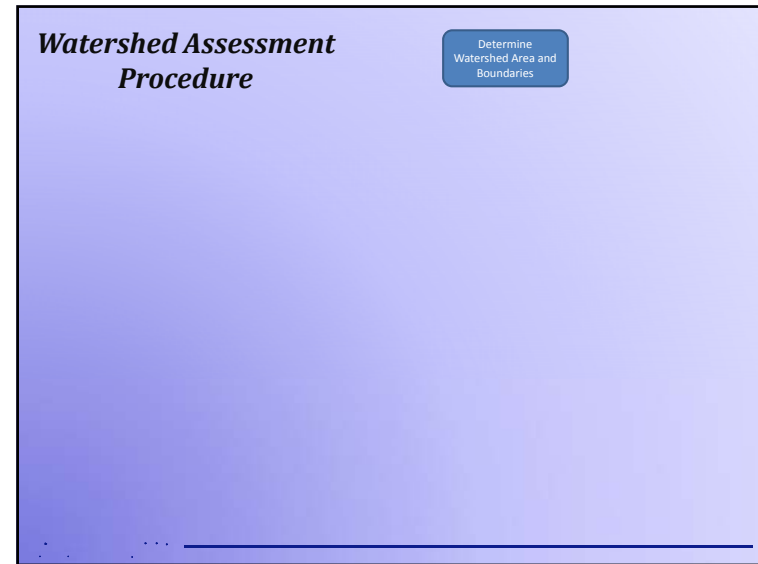 Watershed Assessment
Procedure
Determine
Watershed Area and
Boundaries